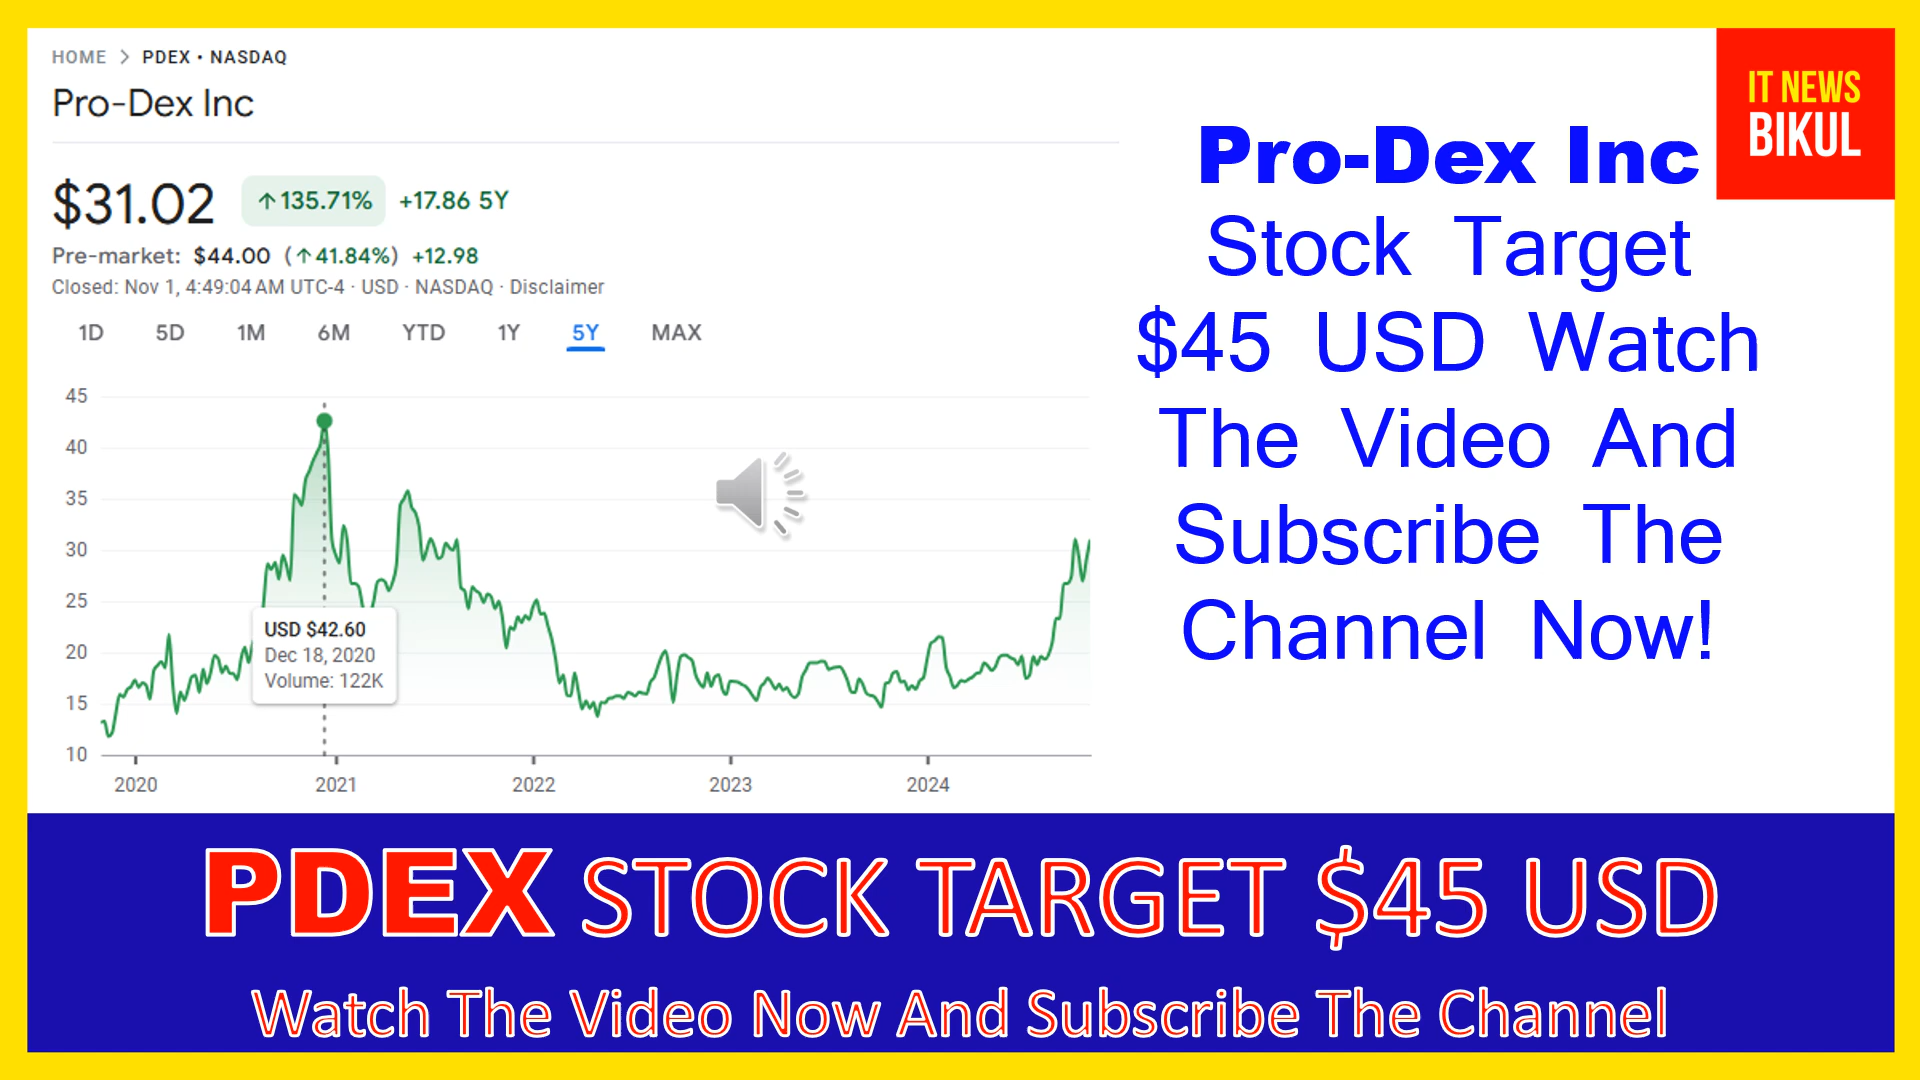 HOME > PDEX • NASDAQ
Pro-Dex Inc
$31.02 ↑135.71% +17.86 5Y
Pre-market: $44.00 (↑41.84%) +12.98
Closed: Nov 1, 4:49:04 AM UTC-4 · USD · NASDAQ · Disclaimer
1D 5D 1M 6M YTD 1Y 5Y MAX
45
40
35
30
25
20
15
10
USD $42.60
Dec 18, 2020
Volume: 122K
2020 2021 2022 2023 2024
IT NEWS
BIKUL
Pro-Dex Inc
Stock Target
$45 USD Watch
The Video And
Subscribe The
Channel Now!
PDEX STOCK TARGET $45 USD
Watch The Video Now And Subscribe The Channel